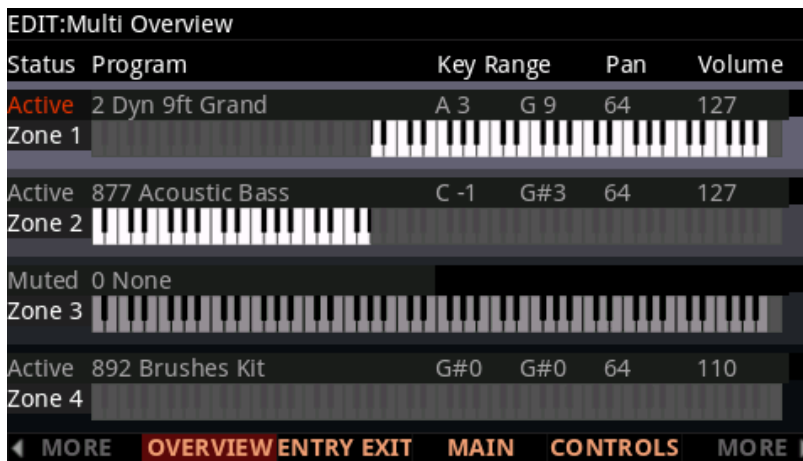 EDIT:Multi Overview
Status Program Key Range Pan Volume
Active 2 Dyn 9ft Grand A 3 G 9 64 127
Zone 1
Active 877 Acoustic Bass C -1 G#3 64 127
Zone 2
Muted 0 None
Zone 3
Active 892 Brushes Kit G#0 G#0 64 110
Zone 4
MORE OVERVIEW ENTRY EXIT MAIN CONTROLS MORE